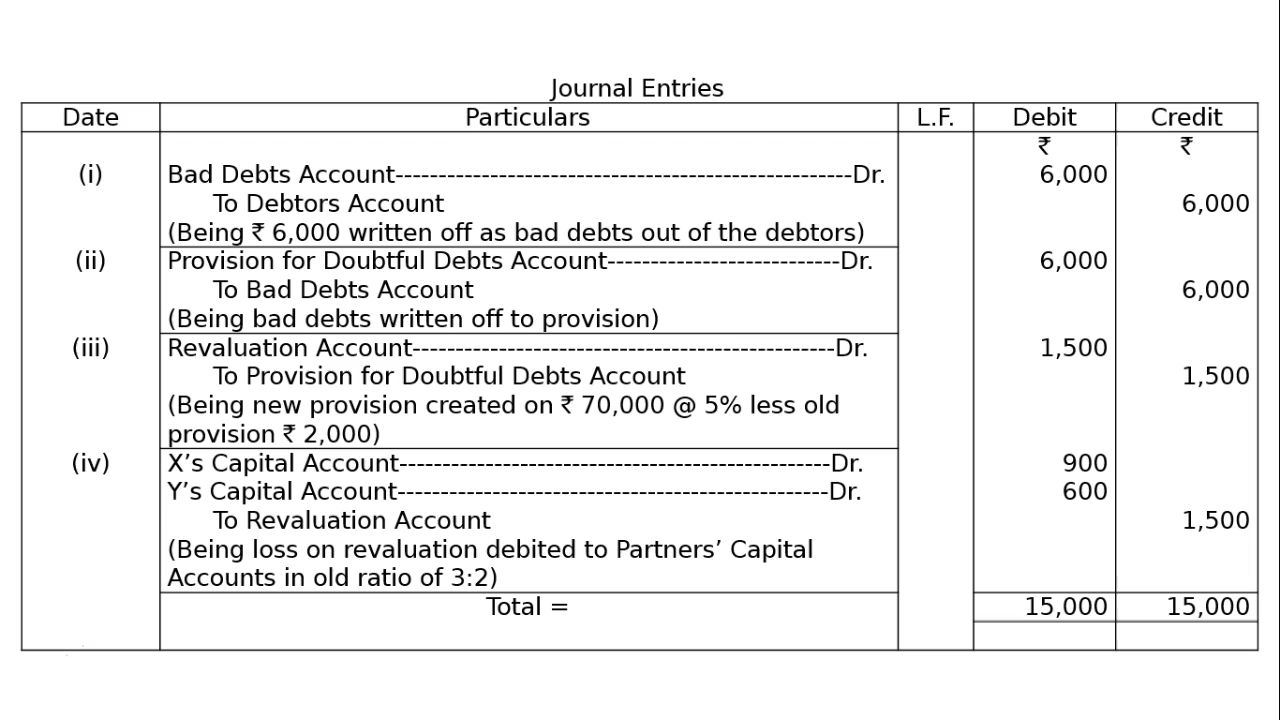 Journal Entries
Date Particulars L.F. Debit Credit
₹ ₹
(i) Bad Debts Account-----------------------------------------------------Dr. 6,000
To Debtors Account 6,000
(Being ₹ 6,000 written off as bad debts out of the debtors)
(ii) Provision for Doubtful Debts Account---------------------------Dr. 6,000
To Bad Debts Account 6,000
(Being bad debts written off to provision)
(iii) Revaluation Account-------------------------------------------------Dr. 1,500
To Provision for Doubtful Debts Account 1,500
(Being new provision created on ₹ 70,000 @ 5% less old
provision ₹ 2,000)
(iv) X’s Capital Account--------------------------------------------------Dr. 900
Y’s Capital Account--------------------------------------------------Dr. 600
To Revaluation Account 1,500
(Being loss on revaluation debited to Partners’ Capital
Accounts in old ratio of 3:2)
Total = 15,000 15,000